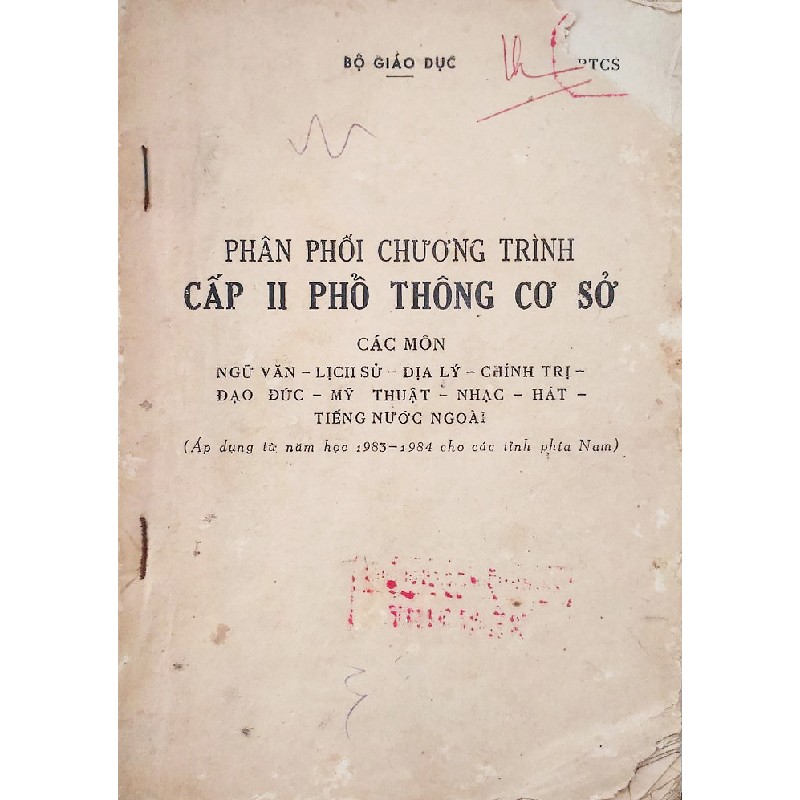 BỘ GIÁO DỤC
PTCS
PHÂN PHỐI CHƯƠNG TRÌNH
CẤP II PHỔ THÔNG CƠ SỞ
CÁC MÔN
NGỮ VĂN – LỊCH SỬ – ĐỊA LÝ – CHÍNH TRỊ –
ĐẠO ĐỨC – MỸ THUẬT – NHẠC – HÁT –
TIẾNG NƯỚC NGOÀI
(Áp dụng từ năm học 1983–1984 cho các tỉnh phía Nam)